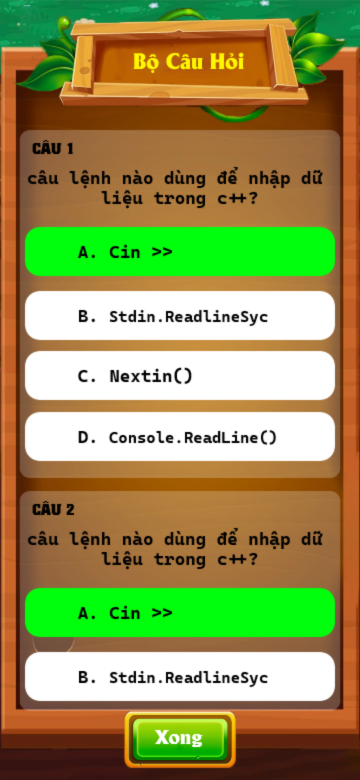 Bộ Câu Hỏi
CÂU 1
câu lệnh nào dùng để nhập dữ
liệu trong c++?
A. Cin >>
B. Stdin.ReadlineSyc
C. Nextin()
D. Console.ReadLine()
CÂU 2
câu lệnh nào dùng để nhập dữ
liệu trong c++?
A. Cin >>
B. Stdin.ReadlineSyc
Xong